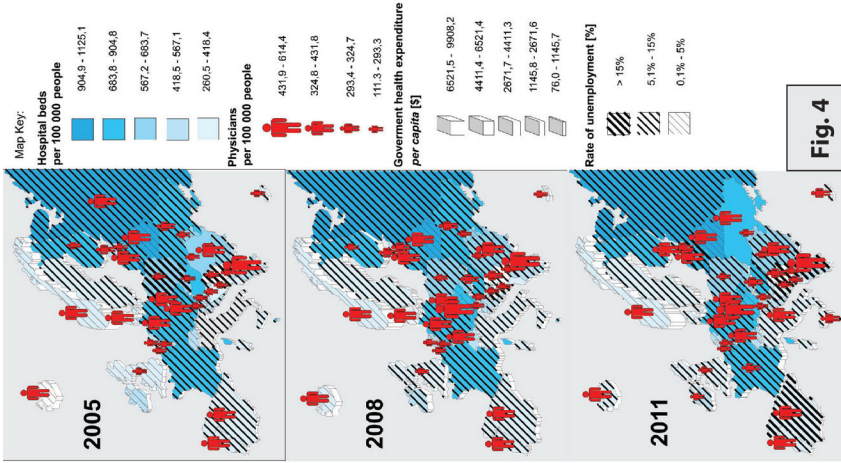 Map Key:
Hospital beds
per 100 000 people
904,9 - 1125,1
683,8 - 904,8
567,2 - 683,7
418,5 - 567,1
260,5 - 418,4
Physicians
per 100 000 people
431,9 - 614,4
324,8 - 431,8
293,4 - 324,7
111,3 - 293,3
Goverment health expenditure
per capita [$]
6521,5 - 9908,2
4411,4 - 6521,4
2671,7 - 4411,3
1145,8 - 2671,6
76,0 - 1145,7
Rate of unemployment [%]
> 15%
5,1% - 15%
0,1% - 5%
Fig. 4
2005
2008
2011